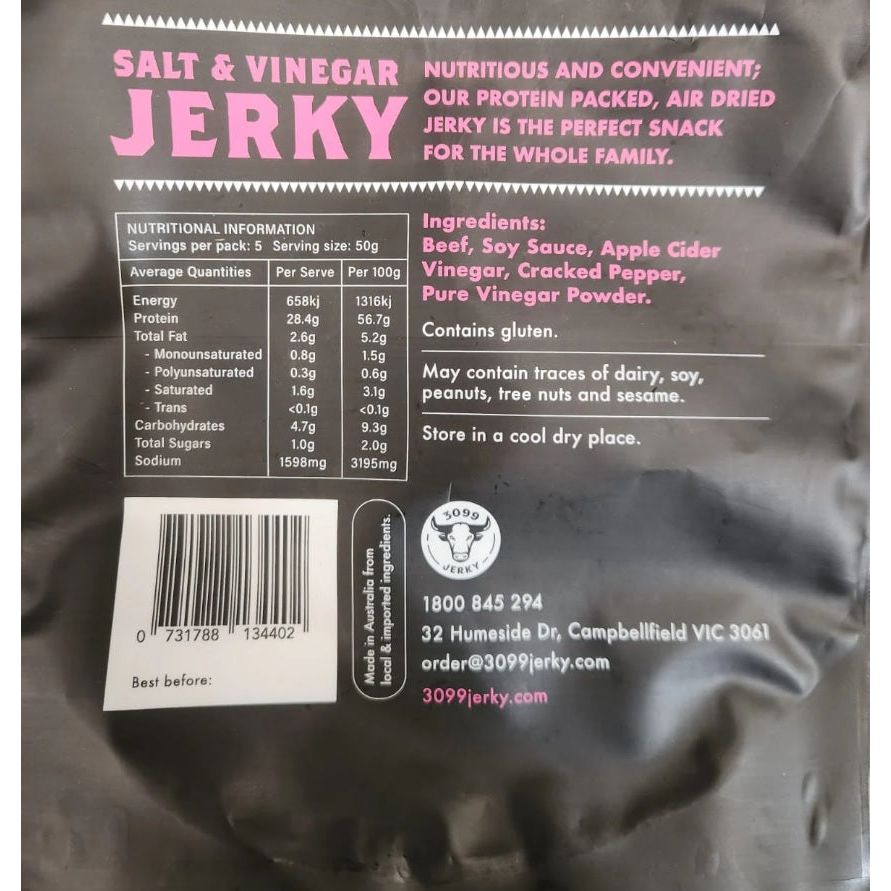 SALT & VINEGAR
JERKY
NUTRITIOUS AND CONVENIENT;
OUR PROTEIN PACKED, AIR DRIED
JERKY IS THE PERFECT SNACK
FOR THE WHOLE FAMILY.
NUTRITIONAL INFORMATION
Servings per pack: 5 Serving size: 50g
Average Quantities Per Serve Per 100g
Energy 658kj 1316kj
Protein 28.4g 56.7g
Total Fat 2.6g 5.2g
- Monounsaturated 0.8g 1.5g
- Polyunsaturated 0.3g 0.6g
- Saturated 1.6g 3.1g
- Trans <0.1g <0.1g
Carbohydrates 4.7g 9.3g
Total Sugars 1.0g 2.0g
Sodium 1598mg 3195mg
Ingredients:
Beef, Soy Sauce, Apple Cider
Vinegar, Cracked Pepper,
Pure Vinegar Powder.
Contains gluten.
May contain traces of dairy, soy,
peanuts, tree nuts and sesame.
Store in a cool dry place.
0 731788 134402
Best before:
Made in Australia from
local & imported ingredients.
3099
JERKY
1800 845 294
32 Humeside Dr, Campbellfield VIC 3061
order@3099jerky.com
3099jerky.com